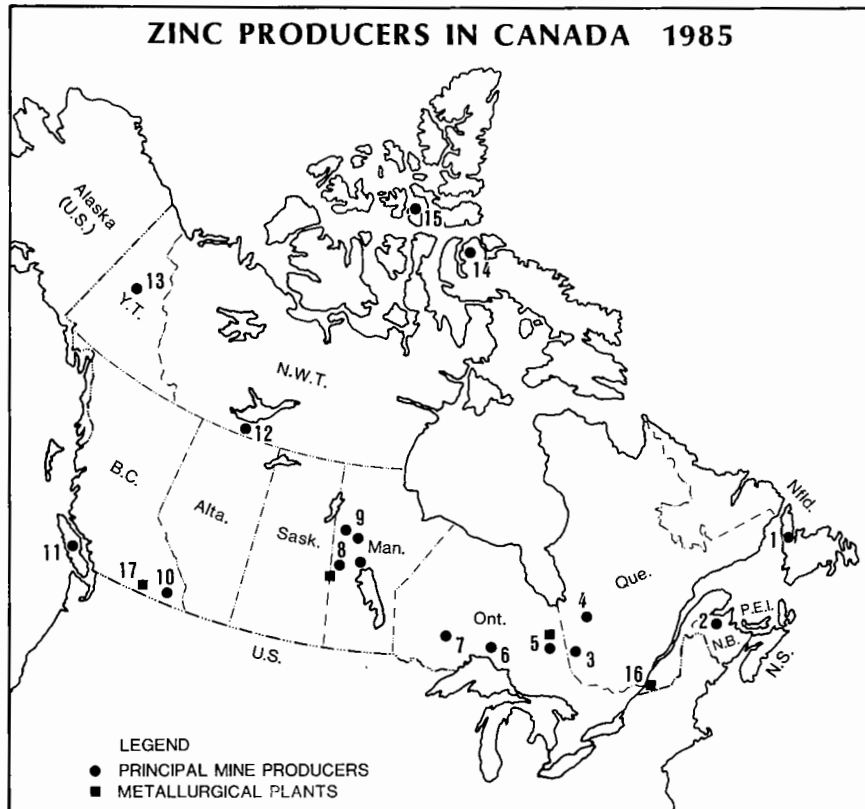 ZINC PRODUCERS IN CANADA 1985
Alaska
(U.S.)
15
14
13
Y.T.
N.W.T.
12
B.C.
Alta.
Sask.
Man.
9
8
11
17
10
U.S.
Ont.
Que.
Nfld.
1
4
7
6
5
3
2
P.E.I.
N.B.
N.S.
16
LEGEND
● PRINCIPAL MINE PRODUCERS
■ METALLURGICAL PLANTS